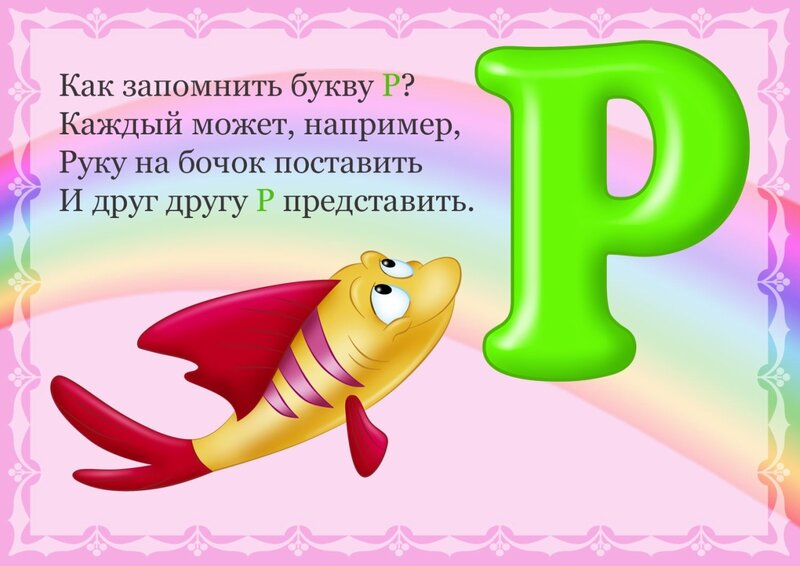 Как запомнить букву Р?
Каждый может, например,
Руку на бочок поставить
И друг другу Р представить.
Р